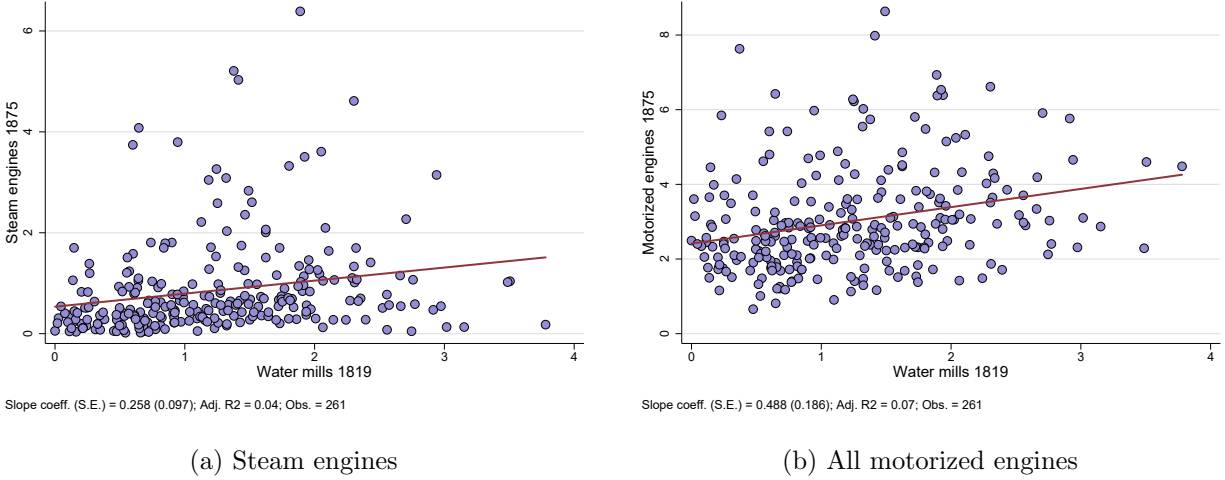 Steam engines 1875
6
4
2
0
0 1 2 3 4
Water mills 1819
Slope coeff. (S.E.) = 0.258 (0.097); Adj. R2 = 0.04; Obs. = 261
(a) Steam engines
Motorized engines 1875
8
6
4
2
0
0 1 2 3 4
Water mills 1819
Slope coeff. (S.E.) = 0.488 (0.186); Adj. R2 = 0.07; Obs. = 261
(b) All motorized engines